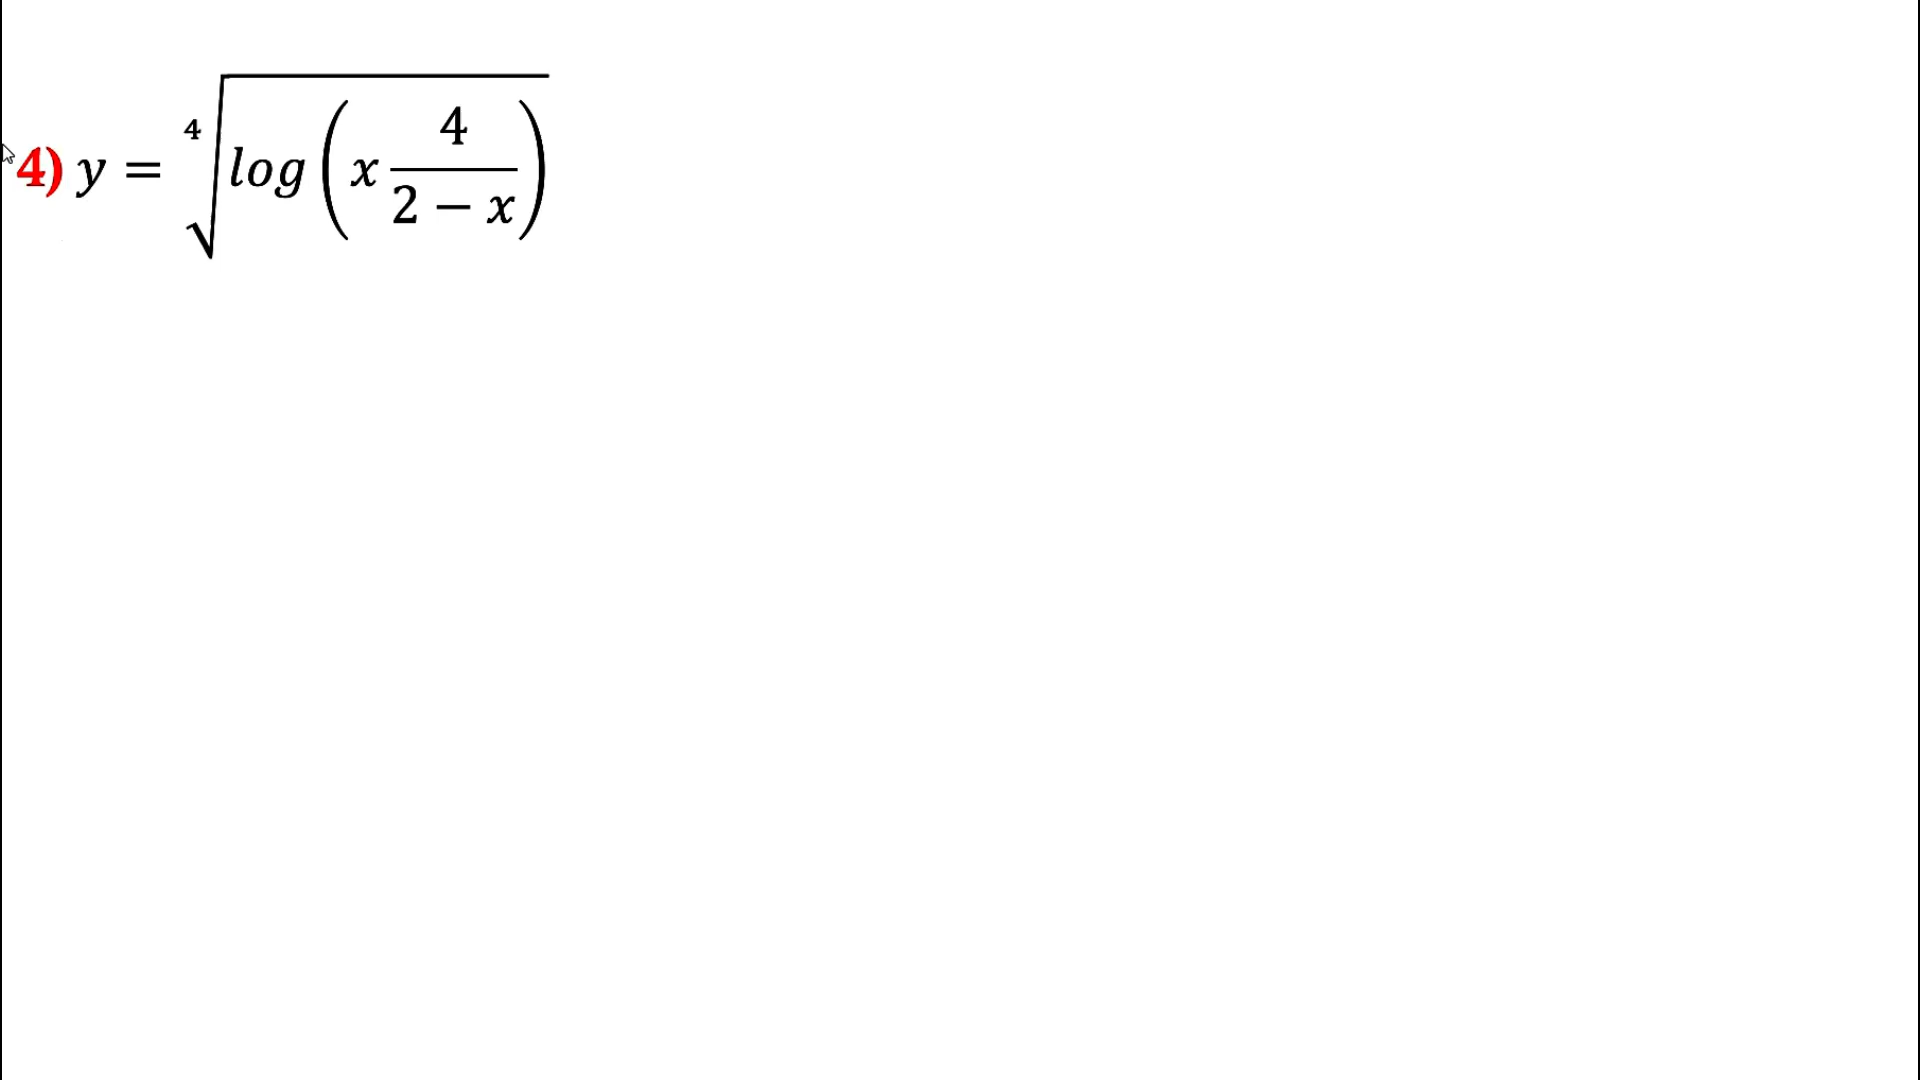 4) y = ⁴√log(x 4/(2 − x))